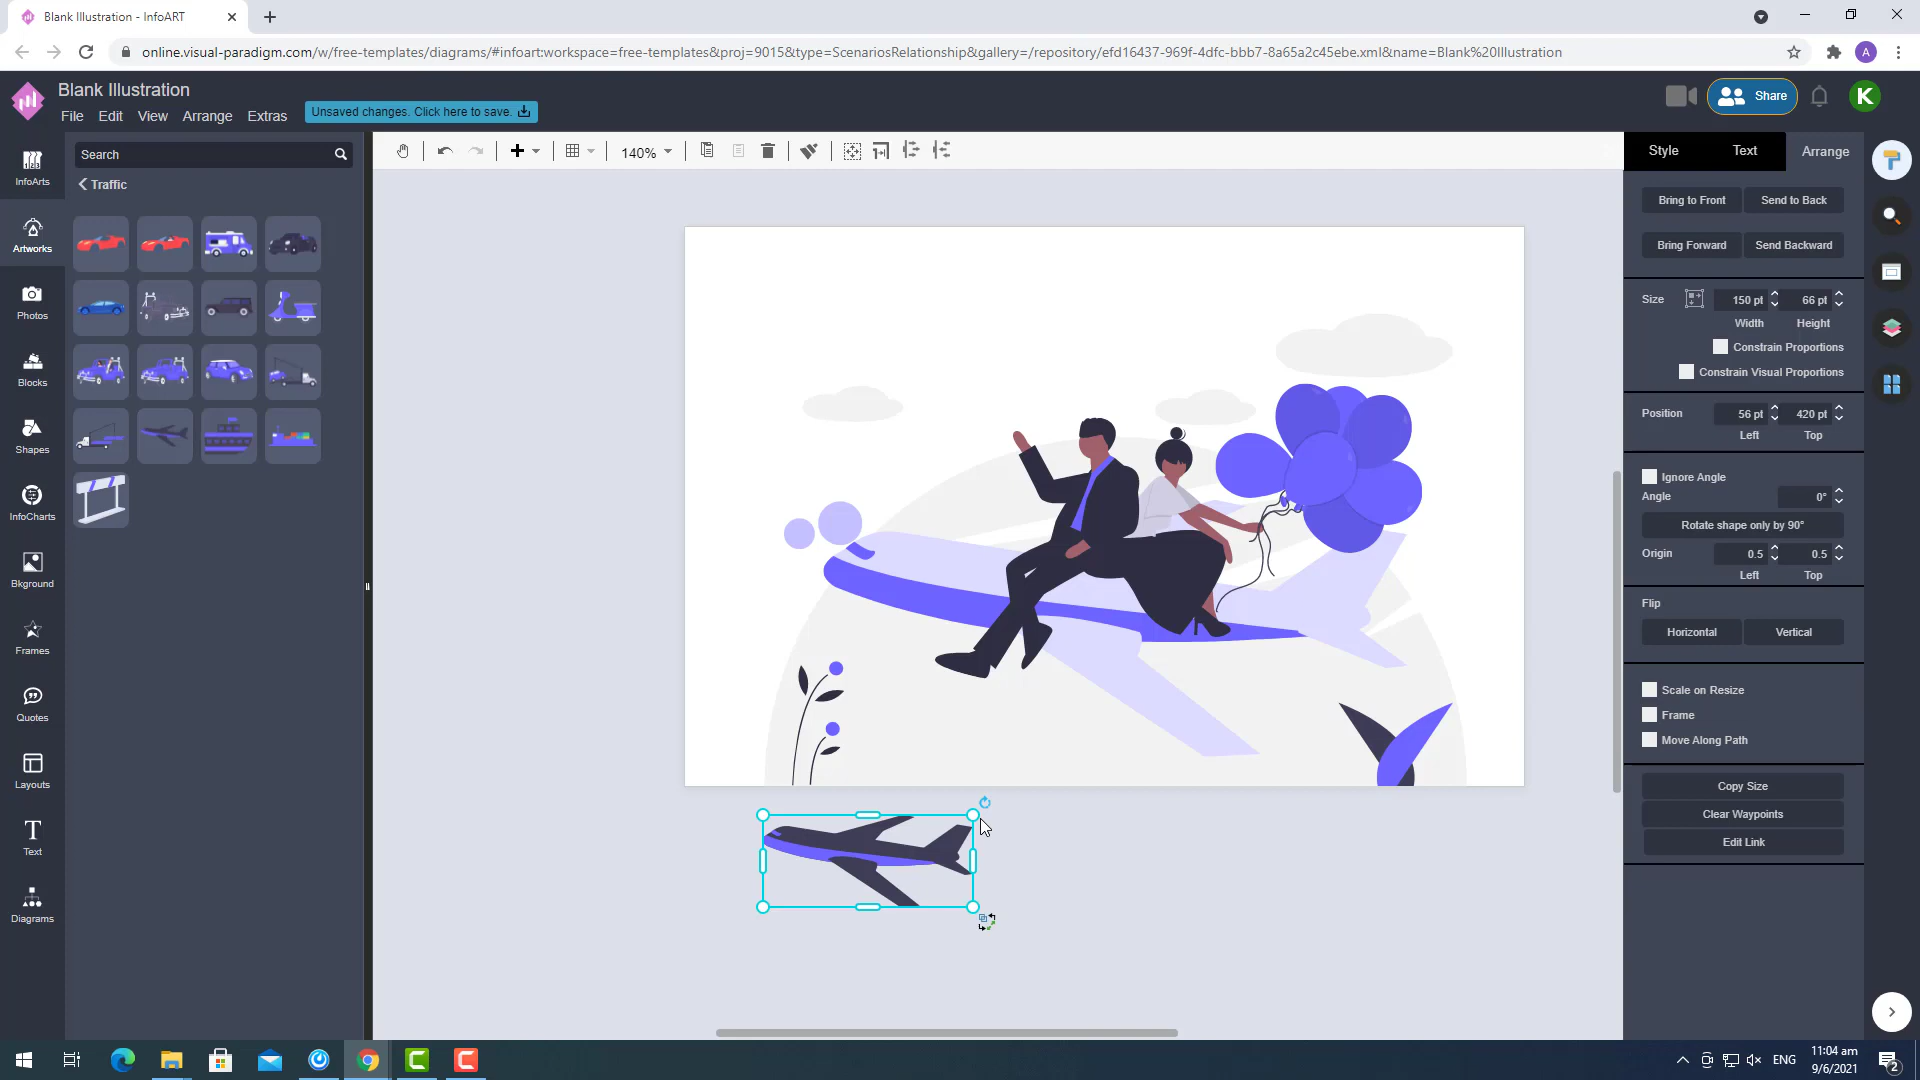 Blank Illustration - InfoART
online.visual-paradigm.com/w/free-templates/diagrams/#infoart:workspace=free-templates&proj=9015&type=ScenariosRelationship&gallery=/repository/efd16437-969f-4dfc-bbb7-8a65a2c45ebe.xml&name=Blank%20Illustration
A
Blank Illustration
File Edit View Arrange Extras
Unsaved changes. Click here to save.
Share
K
InfoArts
Artworks
Photos
Blocks
Shapes
InfoCharts
Bkground
Frames
Quotes
Layouts
Text
Diagrams
Search
Traffic
140%
Style Text Arrange
Bring to Front Send to Back
Bring Forward Send Backward
Size 150 pt 66 pt
Width Height
Constrain Proportions
Constrain Visual Proportions
Position 56 pt 420 pt
Left Top
Ignore Angle
Angle 0°
Rotate shape only by 90°
Origin 0.5 0.5
Left Top
Flip
Horizontal Vertical
Scale on Resize
Frame
Move Along Path
Copy Size
Clear Waypoints
Edit Link
ENG
11:04 am
9/6/2021
2